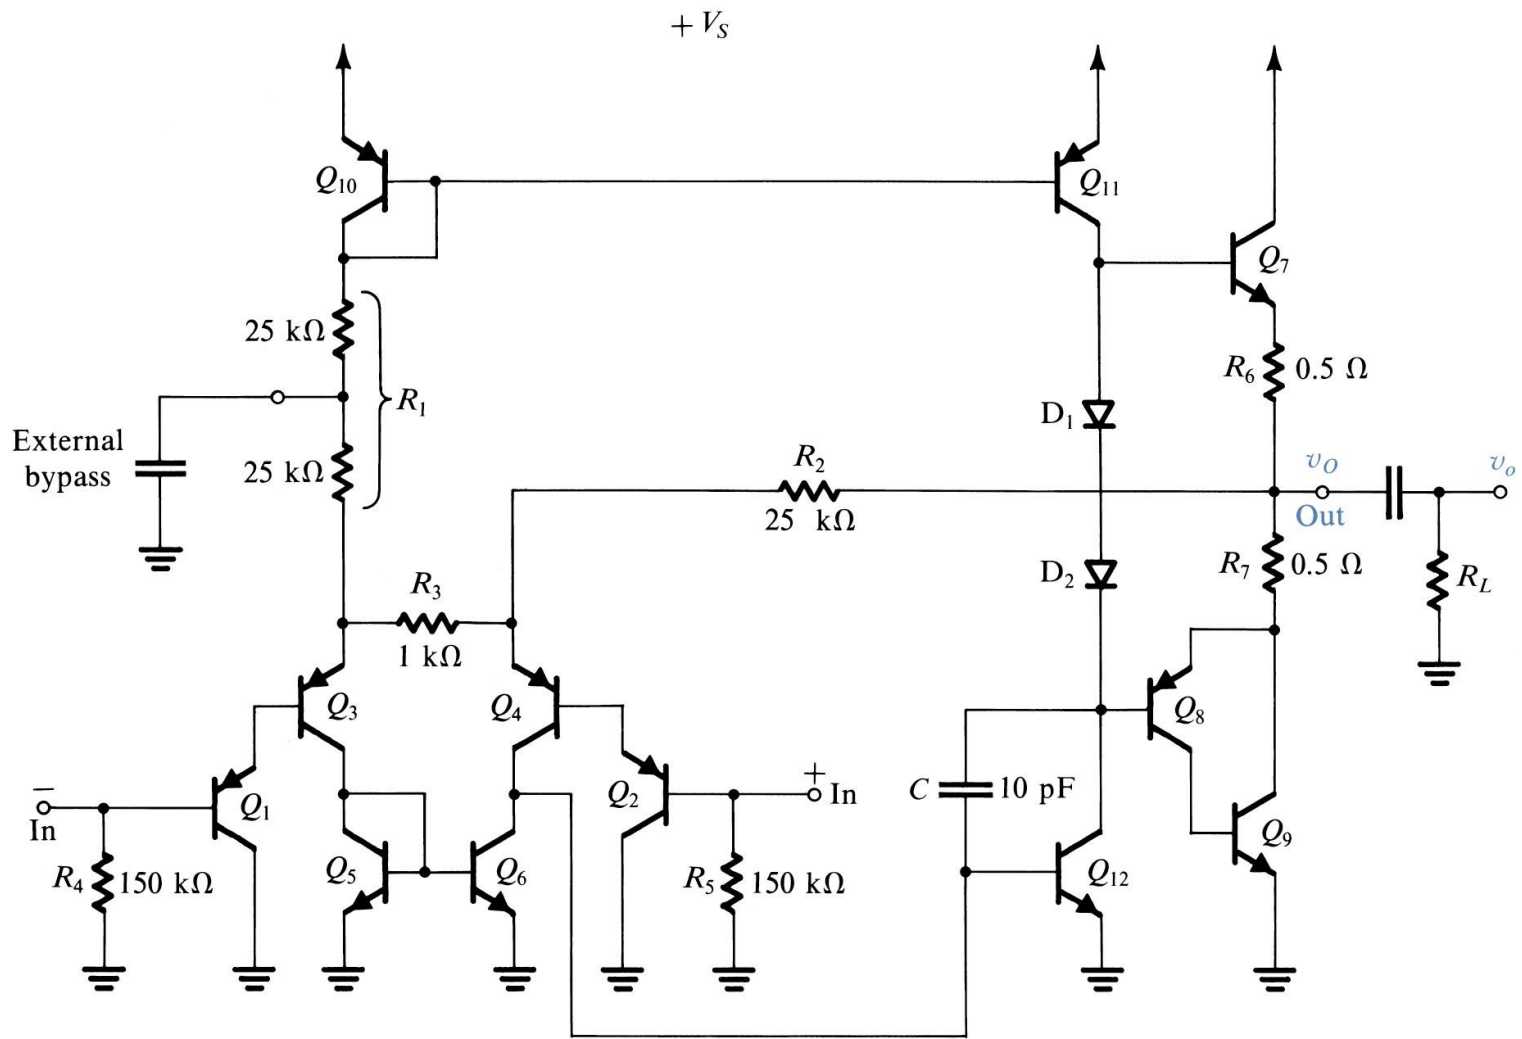 + V_S
Q_10
Q_11
Q_7
25 kΩ
R_6 0.5 Ω
R_1
D_1
External
bypass
25 kΩ
R_2
25 kΩ
v_O
Out
v_o
R_7 0.5 Ω
D_2
R_L
R_3
1 kΩ
Q_3
Q_4
Q_8
−
In
Q_1
Q_2
+
In
C 10 pF
Q_9
R_4 150 kΩ
Q_5
Q_6
R_5 150 kΩ
Q_12